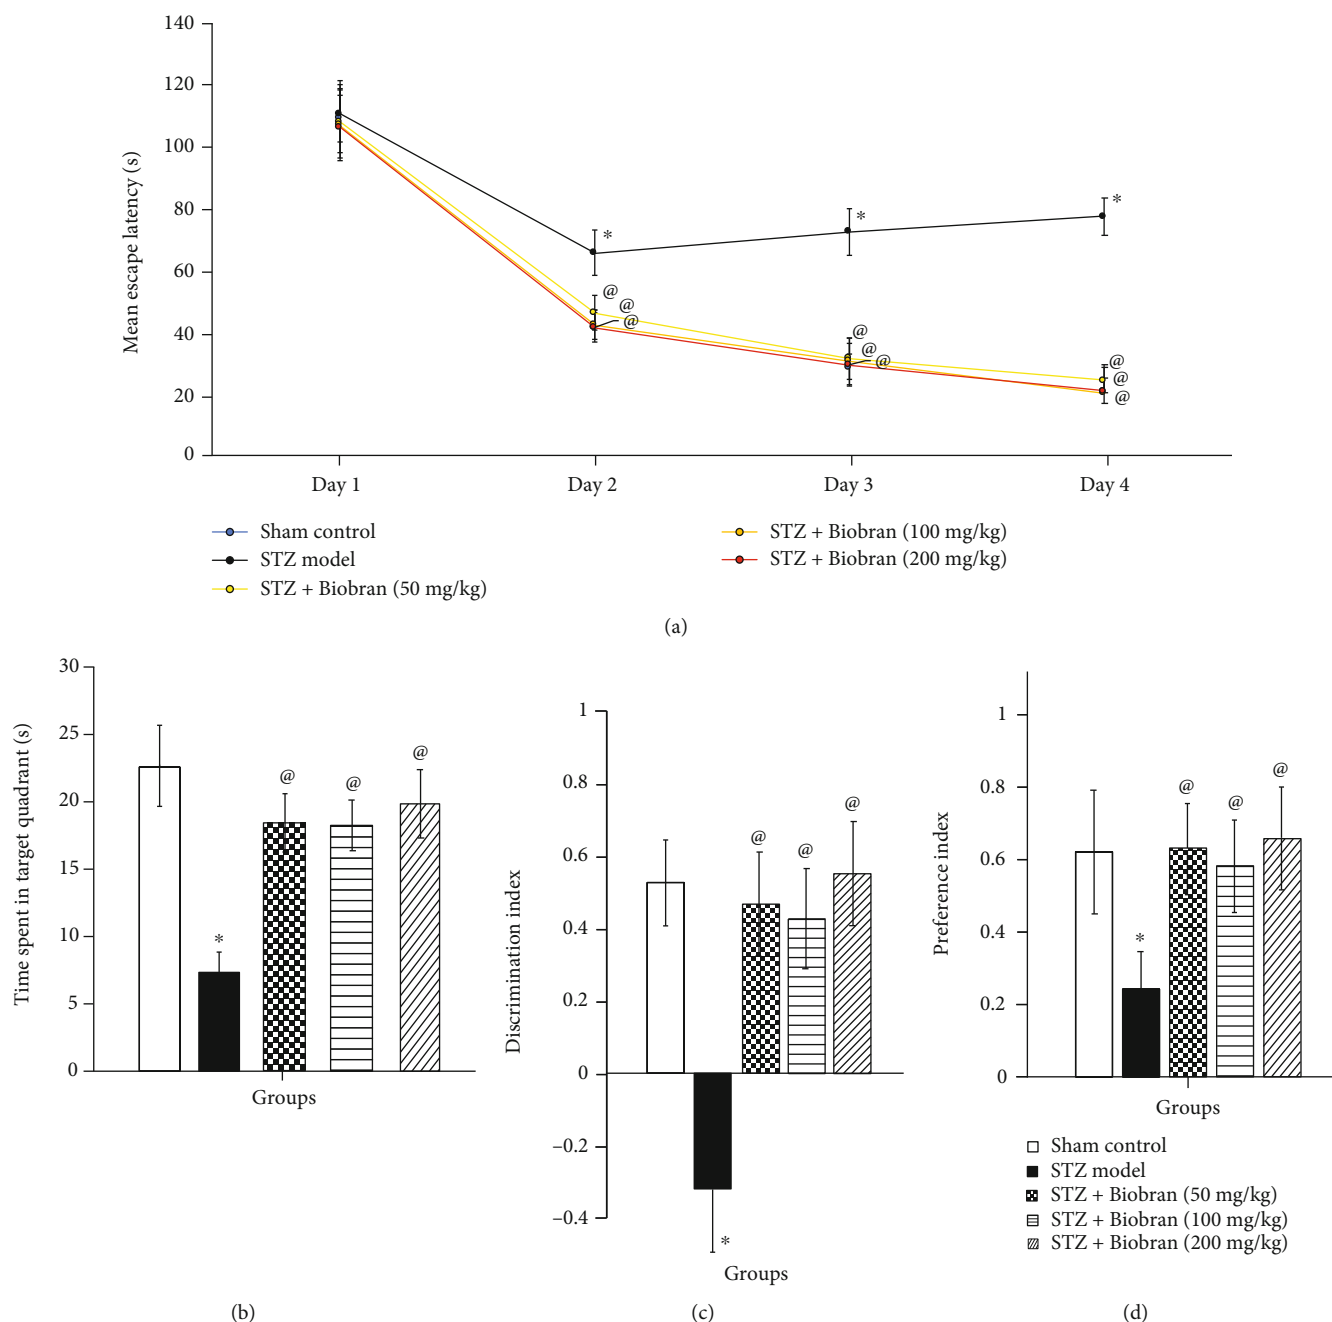 140
120
100
80
60
40
20
0
Mean escape latency (s)
*
*
*
@
@
@
@
@
@
@
@
@
Day 1 Day 2 Day 3 Day 4
Sham control
STZ model
STZ + Biobran (50 mg/kg)
STZ + Biobran (100 mg/kg)
STZ + Biobran (200 mg/kg)
(a)
30
25
20
15
10
5
0
Time spent in target quadrant (s)
*
@
@
@
Groups
(b)
1
0.8
0.6
0.4
0.2
0
–0.2
–0.4
Discrimination index
*
@
@
@
Groups
(c)
1
0.8
0.6
0.4
0.2
0
Preference index
*
@
@
@
Groups
Sham control
STZ model
STZ + Biobran (50 mg/kg)
STZ + Biobran (100 mg/kg)
STZ + Biobran (200 mg/kg)
(d)